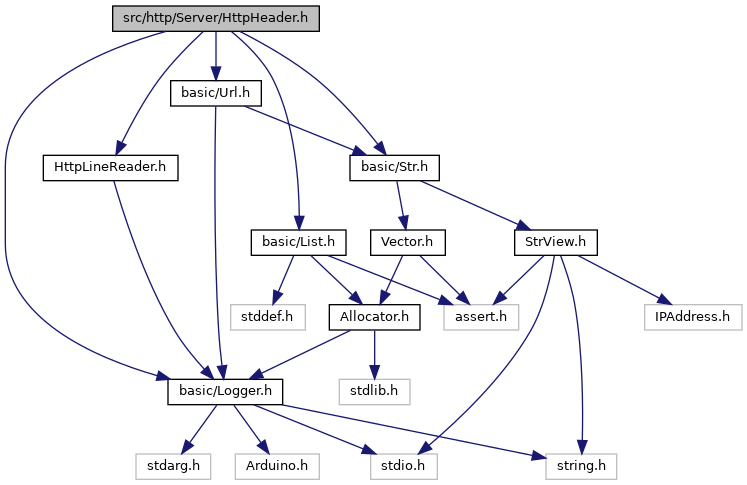 src/http/Server/HttpHeader.h
basic/Url.h
HttpLineReader.h
basic/Str.h
basic/List.h
Vector.h
StrView.h
stddef.h
Allocator.h
assert.h
IPAddress.h
basic/Logger.h
stdlib.h
stdarg.h
Arduino.h
stdio.h
string.h